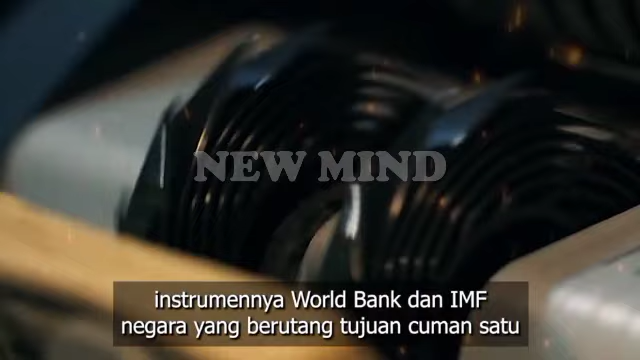 NEW MIND
instrumennya World Bank dan IMF
negara yang berutang tujuan cuman satu